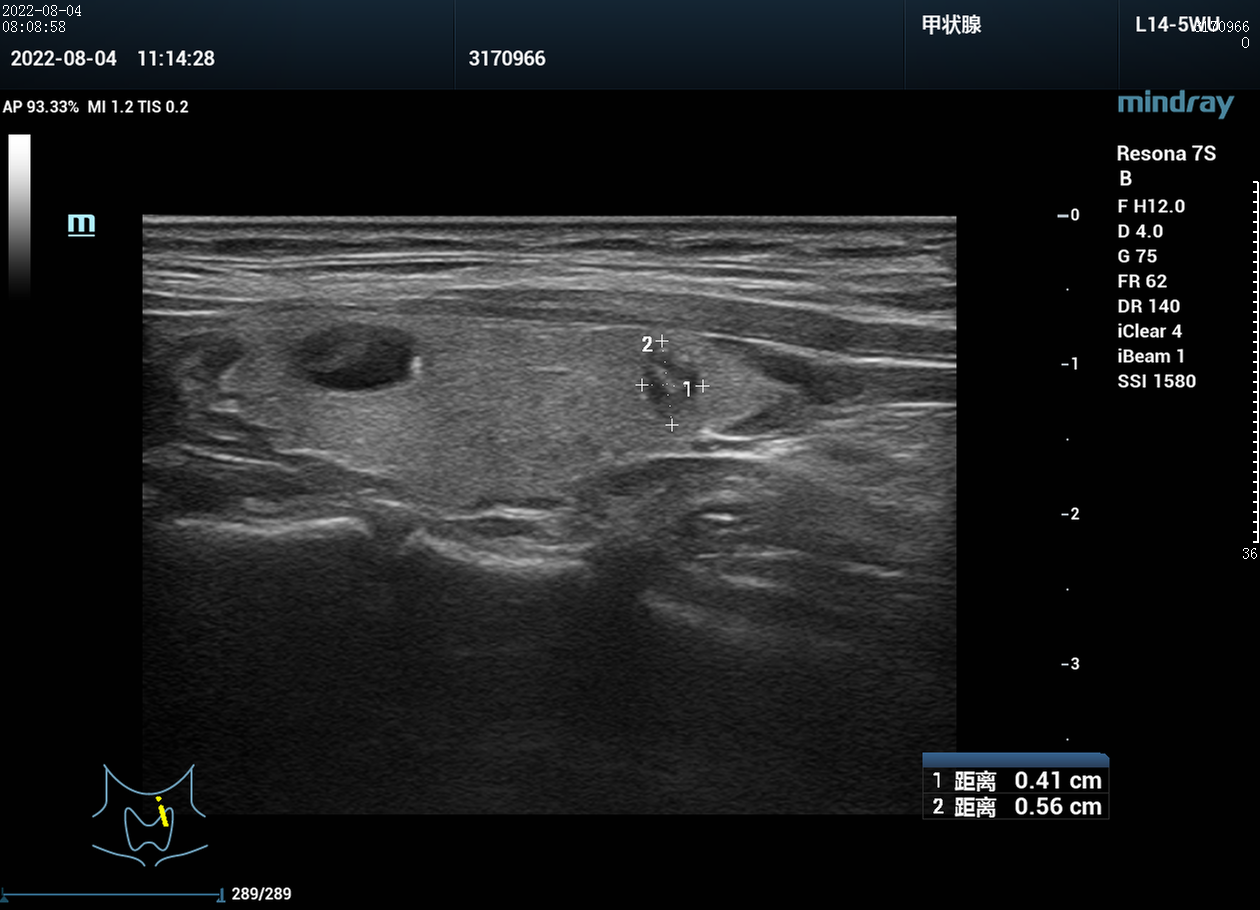 2022-08-04
08:08:58
2022-08-04 11:14:28
3170966
甲状腺
L14-5WU
3170966
0
AP 93.33% MI 1.2 TIS 0.2
mindray
Resona 7S
B
F H12.0
D 4.0
G 75
FR 62
DR 140
iClear 4
iBeam 1
SSI 1580
m
0
-1
-2
-3
2
1
36
1 距离 0.41 cm
2 距离 0.56 cm
289/289